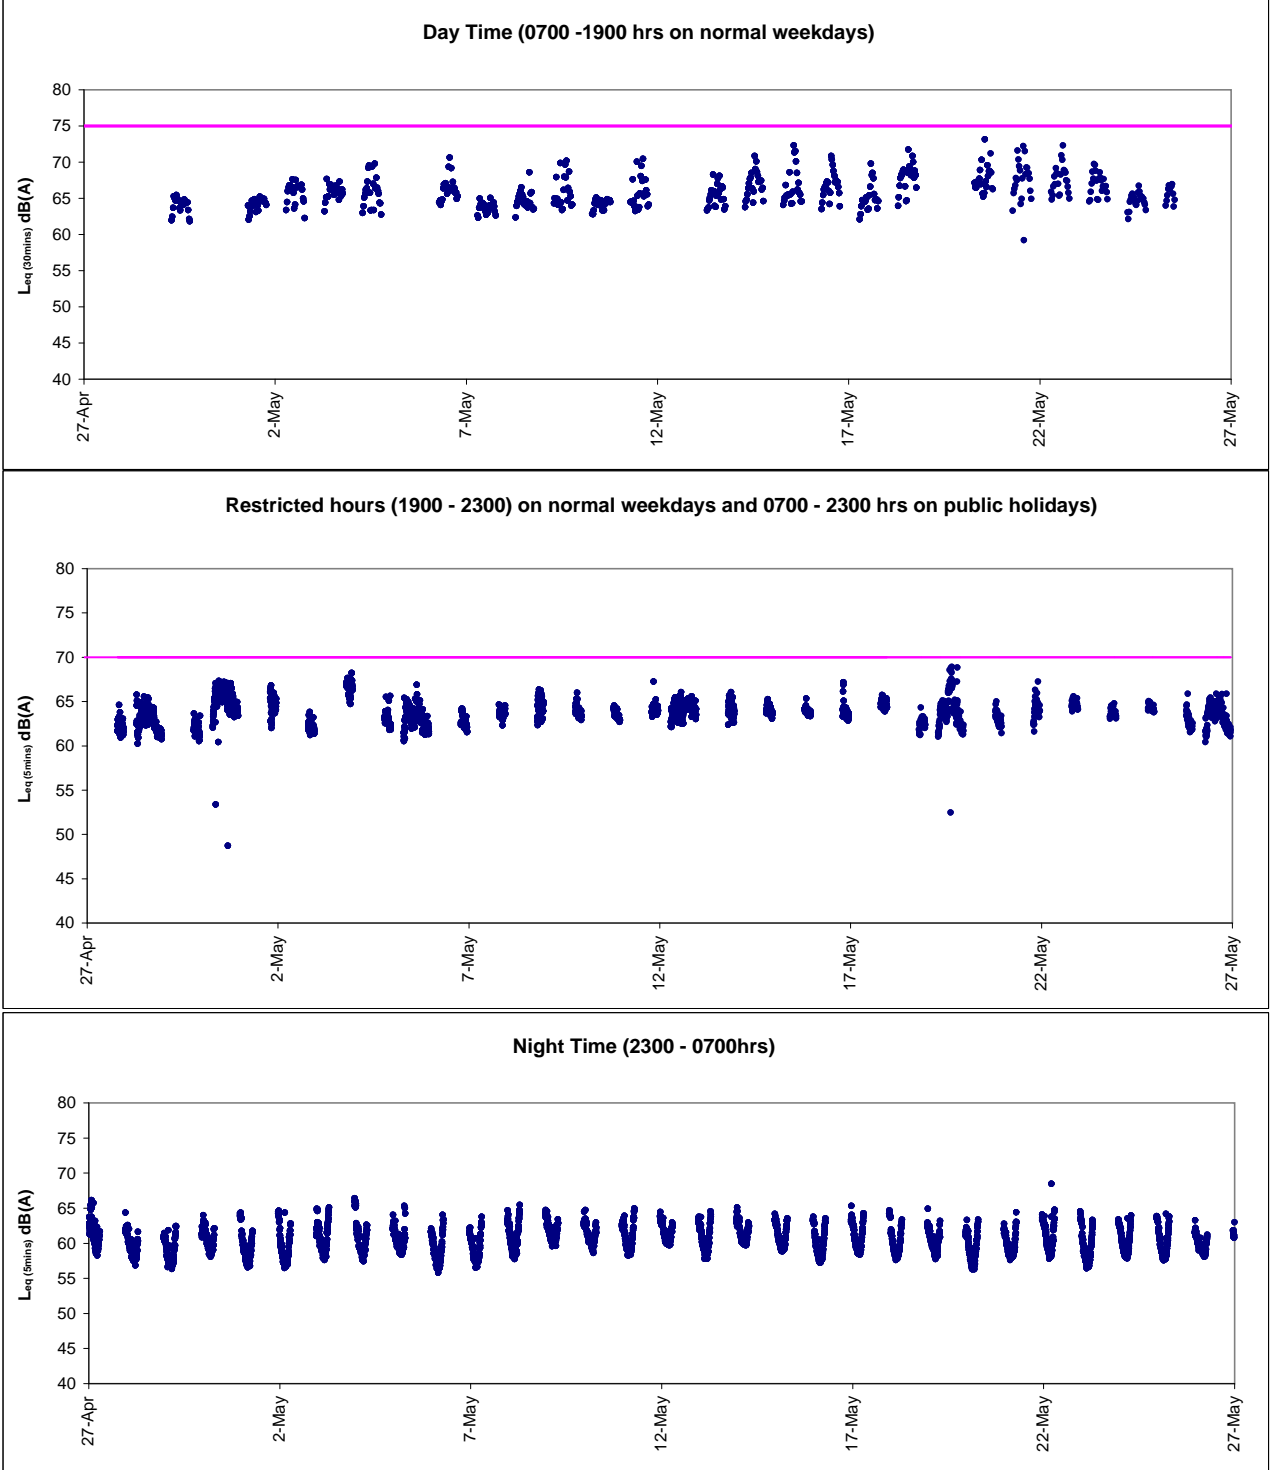 Day Time (0700 -1900 hrs on normal weekdays)
80
75
70
65
60
55
50
45
40
Leq (30mins) dB(A)
27-Apr
2-May
7-May
12-May
17-May
22-May
27-May
Restricted hours (1900 - 2300) on normal weekdays and 0700 - 2300 hrs on public holidays)
80
75
70
65
60
55
50
45
40
Leq (5mins) dB(A)
27-Apr
2-May
7-May
12-May
17-May
22-May
27-May
Night Time (2300 - 0700hrs)
80
75
70
65
60
55
50
45
40
Leq (5mins) dB(A)
27-Apr
2-May
7-May
12-May
17-May
22-May
27-May